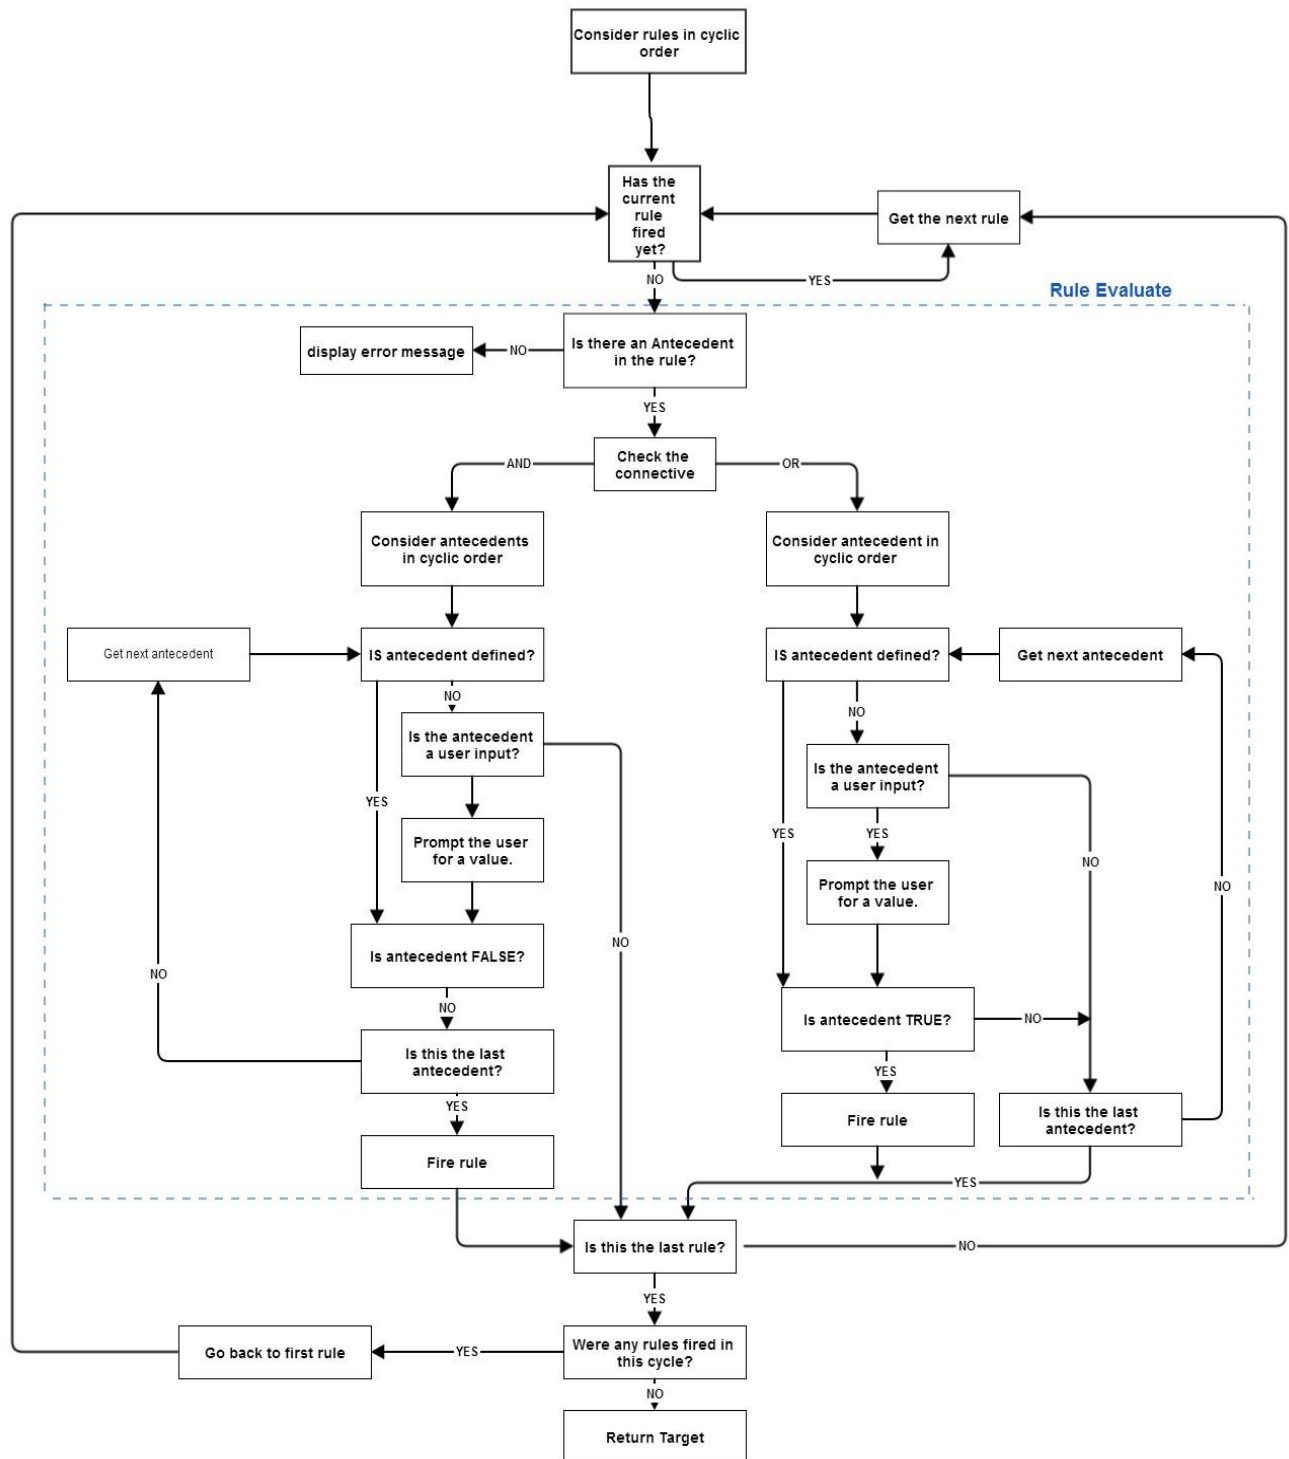 Consider rules in cyclic
order
Has the
current
rule
fired
yet?
Get the next rule
NO
YES
Rule Evaluate
Is there an Antecedent
in the rule?
NO
display error message
YES
Check the
connective
AND
OR
Consider antecedents
in cyclic order
Consider antecedent in
cyclic order
Get next antecedent
IS antecedent defined?
IS antecedent defined?
Get next antecedent
NO
NO
Is the antecedent
a user input?
Is the antecedent
a user input?
YES
YES
YES
Prompt the user
for a value.
NO
Prompt the user
for a value.
NO
NO
Is antecedent FALSE?
NO
NO
Is antecedent TRUE?
NO
Is this the last
antecedent?
YES
YES
Fire rule
Is this the last
antecedent?
Fire rule
YES
Is this the last rule?
NO
YES
Were any rules fired in
this cycle?
YES
Go back to first rule
NO
Return Target